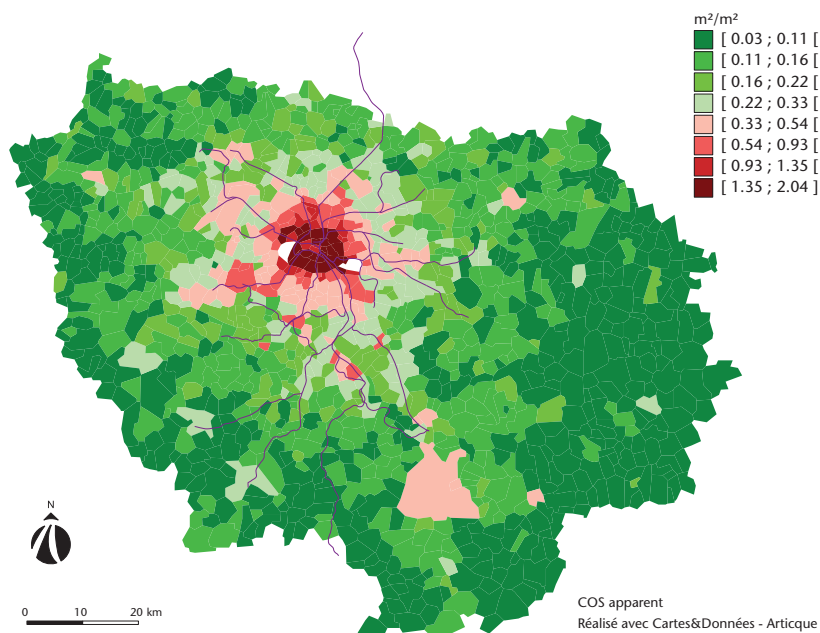 m²/m²
[ 0.03 ; 0.11 [
[ 0.11 ; 0.16 [
[ 0.16 ; 0.22 [
[ 0.22 ; 0.33 [
[ 0.33 ; 0.54 [
[ 0.54 ; 0.93 [
[ 0.93 ; 1.35 [
[ 1.35 ; 2.04 ]
N
0 10 20 km
COS apparent
Réalisé avec Cartes&Données - Articque